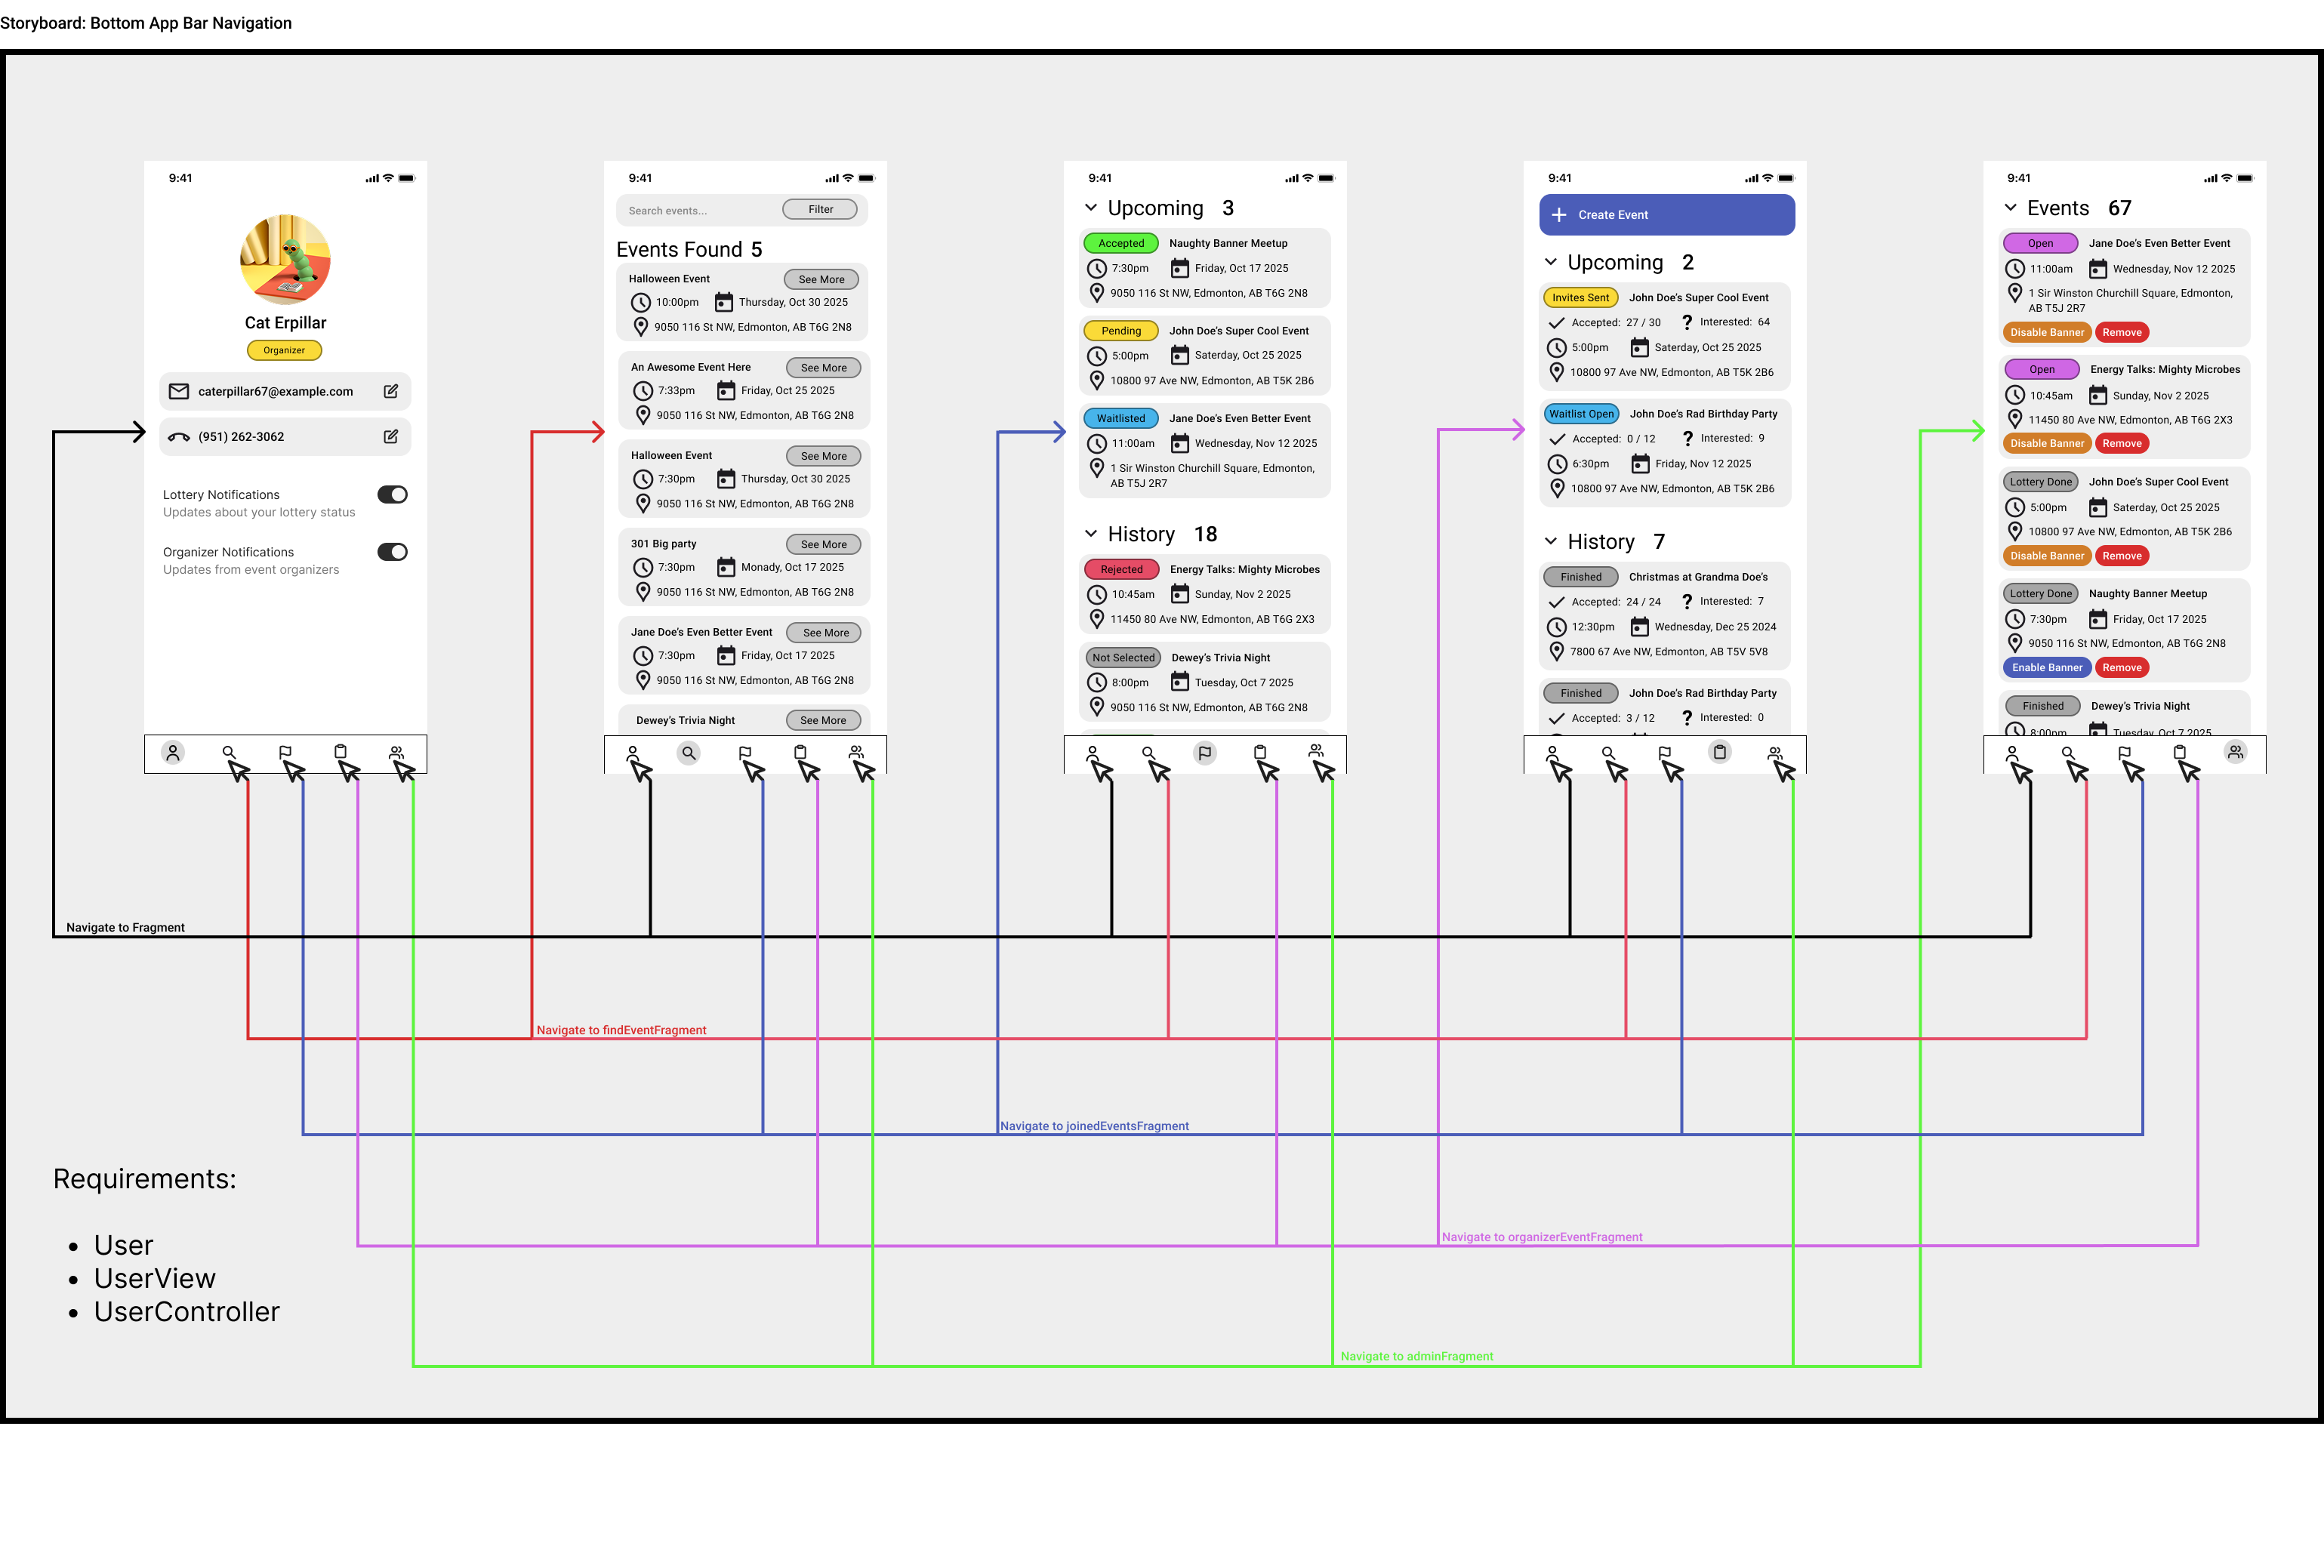 Storyboard: Bottom App Bar Navigation
9:41
Cat Erpillar
Organizer
caterpillar67@example.com
(951) 262-3062
Lottery Notifications
Updates about your lottery status
Organizer Notifications
Updates from event organizers
9:41
Search events...
Filter
Events Found 5
Halloween Event
See More
10:00pm
Thursday, Oct 30 2025
9050 116 St NW, Edmonton, AB T6G 2N8
An Awesome Event Here
See More
7:33pm
Friday, Oct 25 2025
9050 116 St NW, Edmonton, AB T6G 2N8
Halloween Event
See More
7:30pm
Thursday, Oct 30 2025
9050 116 St NW, Edmonton, AB T6G 2N8
301 Big party
See More
7:30pm
Monady, Oct 17 2025
9050 116 St NW, Edmonton, AB T6G 2N8
Jane Doe's Even Better Event
See More
7:30pm
Friday, Oct 17 2025
9050 116 St NW, Edmonton, AB T6G 2N8
Dewey's Trivia Night
See More
9:41
Upcoming 3
Accepted
Naughty Banner Meetup
7:30pm
Friday, Oct 17 2025
9050 116 St NW, Edmonton, AB T6G 2N8
Pending
John Doe's Super Cool Event
5:00pm
Saterday, Oct 25 2025
10800 97 Ave NW, Edmonton, AB T5K 2B6
Waitlisted
Jane Doe's Even Better Event
11:00am
Wednesday, Nov 12 2025
1 Sir Winston Churchill Square, Edmonton,
AB T5J 2R7
History 18
Rejected
Energy Talks: Mighty Microbes
10:45am
Sunday, Nov 2 2025
11450 80 Ave NW, Edmonton, AB T6G 2X3
Not Selected
Dewey's Trivia Night
8:00pm
Tuesday, Oct 7 2025
9050 116 St NW, Edmonton, AB T6G 2N8
9:41
Create Event
Upcoming 2
Invites Sent
John Doe's Super Cool Event
Accepted: 27 / 30
Interested: 64
5:00pm
Saterday, Oct 25 2025
10800 97 Ave NW, Edmonton, AB T5K 2B6
Waitlist Open
John Doe's Rad Birthday Party
Accepted: 0 / 12
Interested: 9
6:30pm
Friday, Nov 12 2025
10800 97 Ave NW, Edmonton, AB T5K 2B6
History 7
Finished
Christmas at Grandma Doe's
Accepted: 24 / 24
Interested: 7
12:30pm
Wednesday, Dec 25 2024
7800 67 Ave NW, Edmonton, AB T5V 5V8
Finished
John Doe's Rad Birthday Party
Accepted: 3 / 12
Interested: 0
9:41
Events 67
Open
Jane Doe's Even Better Event
11:00am
Wednesday, Nov 12 2025
1 Sir Winston Churchill Square, Edmonton,
AB T5J 2R7
Disable Banner
Remove
Open
Energy Talks: Mighty Microbes
10:45am
Sunday, Nov 2 2025
11450 80 Ave NW, Edmonton, AB T6G 2X3
Disable Banner
Remove
Lottery Done
John Doe's Super Cool Event
5:00pm
Saterday, Oct 25 2025
10800 97 Ave NW, Edmonton, AB T5K 2B6
Disable Banner
Remove
Lottery Done
Naughty Banner Meetup
7:30pm
Friday, Oct 17 2025
9050 116 St NW, Edmonton, AB T6G 2N8
Enable Banner
Remove
Finished
Dewey's Trivia Night
8:00pm
Tuesday, Oct 7 2025
Navigate to Fragment
Navigate to findEventFragment
Navigate to joinedEventsFragment
Navigate to organizerEventFragment
Navigate to adminFragment
Requirements:
• User
• UserView
• UserController